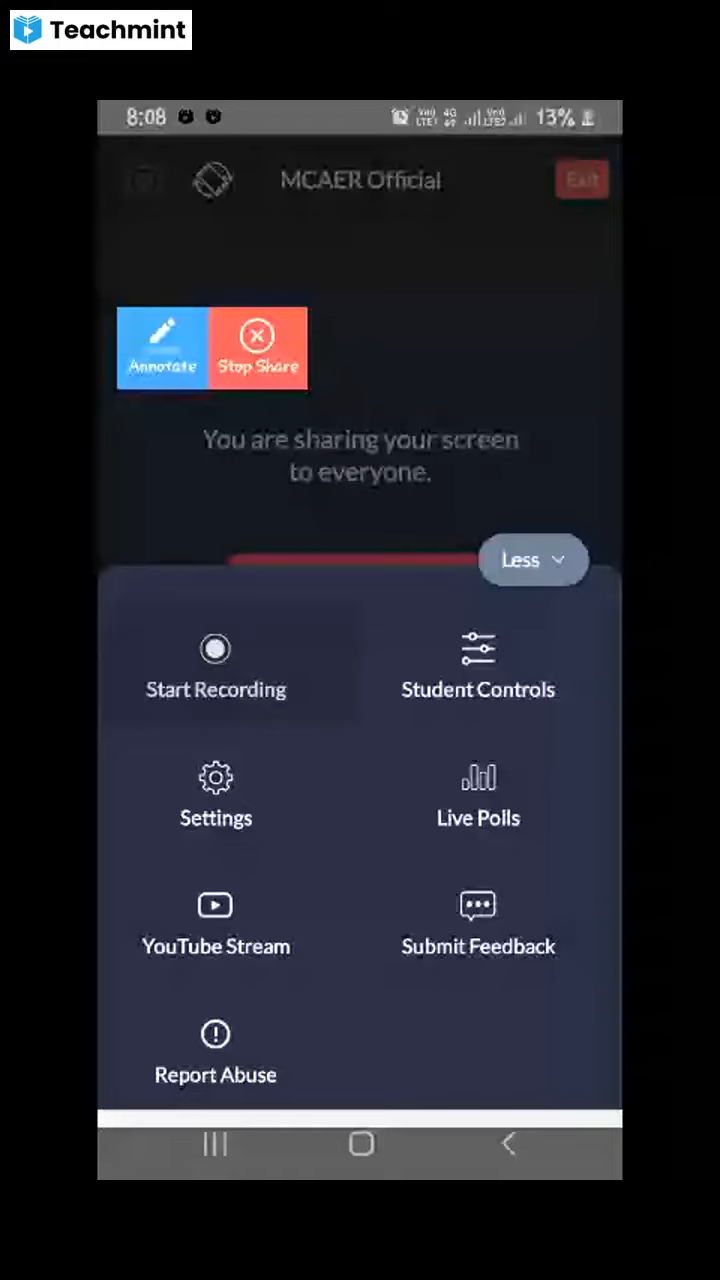 Teachmint
8:08
13%
MCAER Official
Exit
Annotate
Stop Share
You are sharing your screen
to everyone.
Less
Start Recording
Student Controls
Settings
Live Polls
YouTube Stream
Submit Feedback
Report Abuse